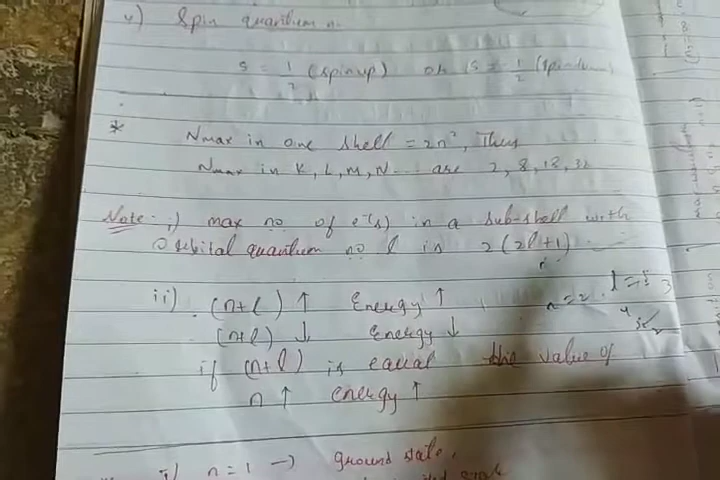 v) Spin quantum n.
s = 1/2 (spin up) or s = 1/2 (spin down)
* Nmax in one shell = 2n², Thus
Nmax in K, L, M, N... are 2, 8, 18, 32
Note: i) max no of e⁻(s) in a sub-shell with
Orbital quantum no l is 2(2l+1)
ii) (n+l) ↑ Energy ↑
(n+l) ↓ Energy ↓
n=2
if (n+l) is equal the value of
n ↑ energy ↑
ii) n=1 → ground state,